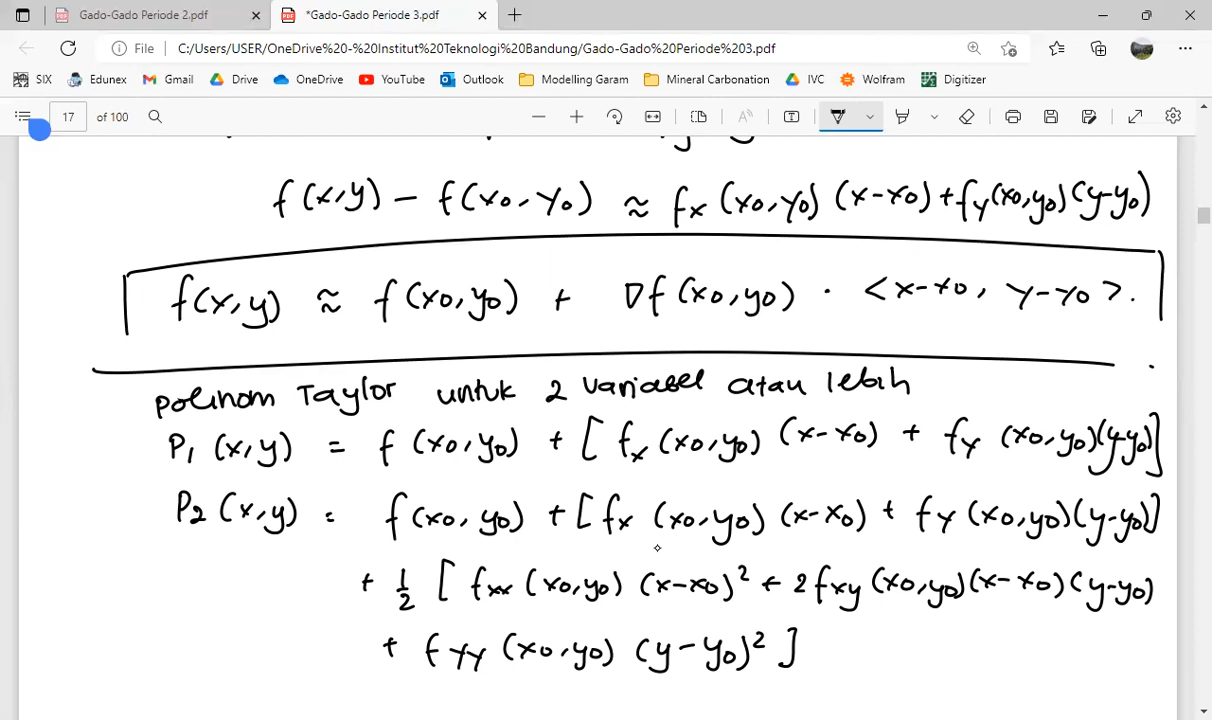 Gado-Gado Periode 2.pdf
*Gado-Gado Periode 3.pdf
File C:/Users/USER/OneDrive%20-%20Institut%20Teknologi%20Bandung/Gado-Gado%20Periode%203.pdf
SIX Edunex Gmail Drive OneDrive YouTube Outlook Modelling Garam Mineral Carbonation IVC Wolfram Digitizer
17 of 100
f(x,y) - f(x0,y0) ≈ fx (x0,y0) (x-x0) + fy(x0,y0)(y-y0)
f(x,y) ≈ f(x0,y0) + ∇f(x0,y0) · <x-x0, y-y0>.
polinom Taylor untuk 2 variabel atau lebih
P1 (x,y) = f (x0,y0) + [ fx (x0,y0) (x-x0) + fy (x0,y0)(y-y0)]
P2 (x,y) = f(x0,y0) + [ fx (x0,y0) (x-x0) + fy (x0,y0)(y-y0)]
+ 1/2 [ fxx (x0,y0) (x-x0)² + 2fxy (x0,y0)(x-x0)(y-y0)
+ fyy (x0,y0) (y-y0)² ]